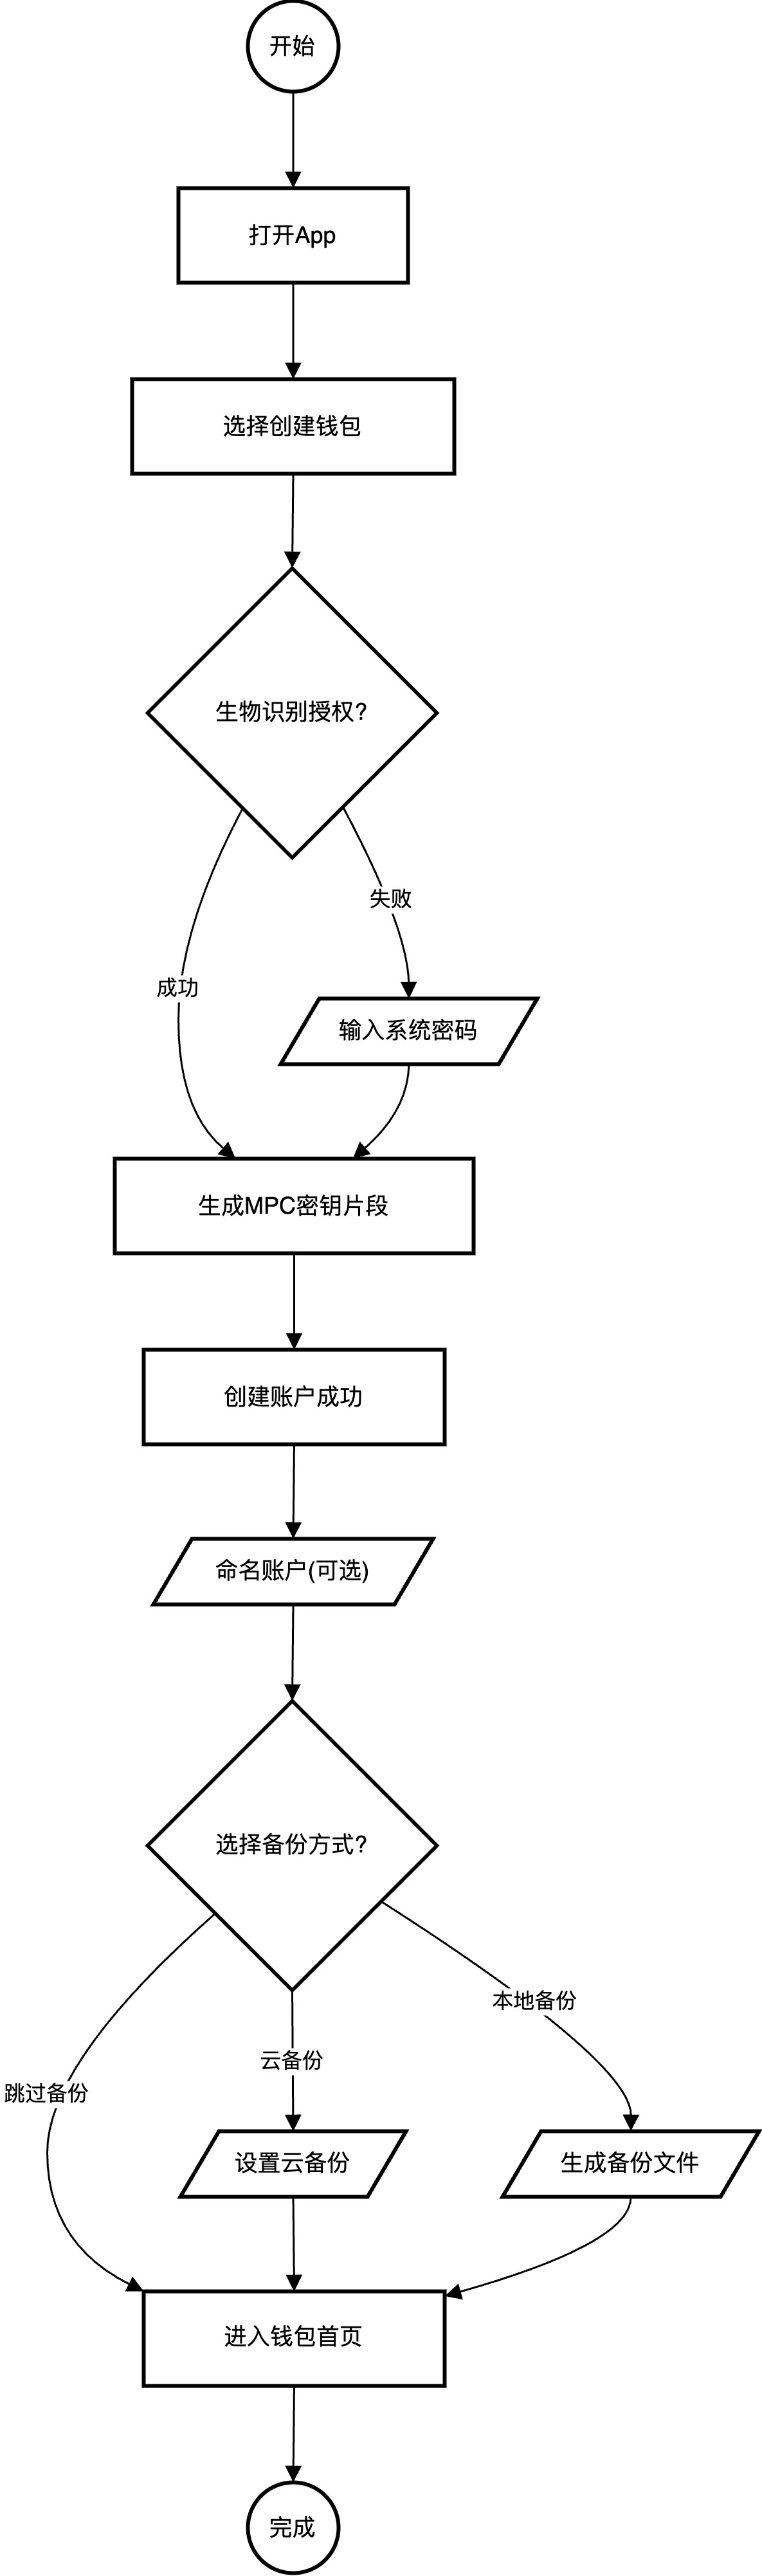 开始
打开App
选择创建钱包
生物识别授权?
失败
成功
输入系统密码
生成MPC密钥片段
创建账户成功
命名账户(可选)
选择备份方式?
本地备份
云备份
跳过备份
设置云备份
生成备份文件
进入钱包首页
完成